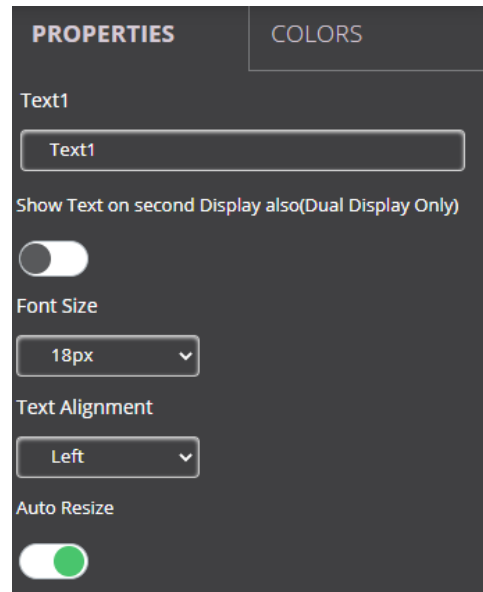 PROPERTIES COLORS
Text1
Text1
Show Text on second Display also(Dual Display Only)
Font Size
18px
Text Alignment
Left
Auto Resize